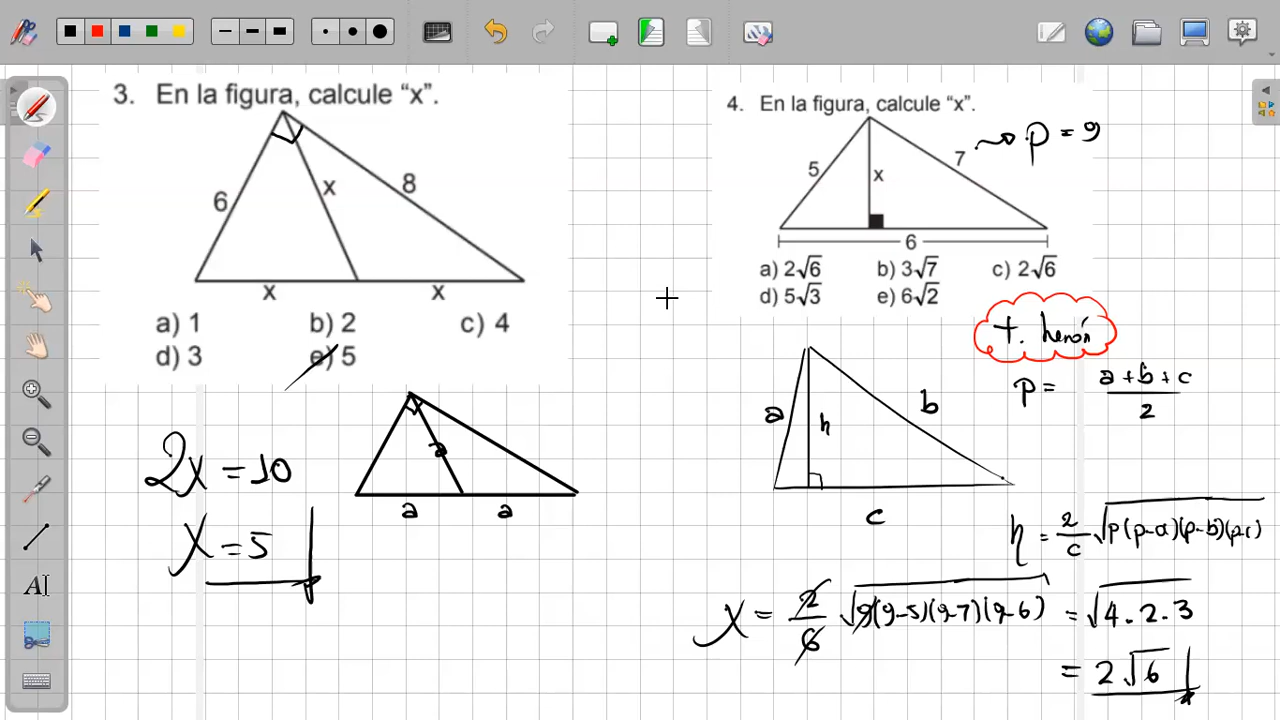 3. En la figura, calcule “x”.
6
x
8
x
x
a) 1 b) 2 c) 4
d) 3 e) 5
2x = 10
x = 5
a
a
a
4. En la figura, calcule “x”.
p = 9
5
x
7
6
a) 2√6 b) 3√7 c) 2√6
d) 5√3 e) 6√2
t. herón
p = (a+b+c)/2
a
h
b
c
h = 2/c √p(p-a)(p-b)(p-c)
x = 2/6 √9(9-5)(9-7)(9-6) = √4.2.3
= 2√6
AI